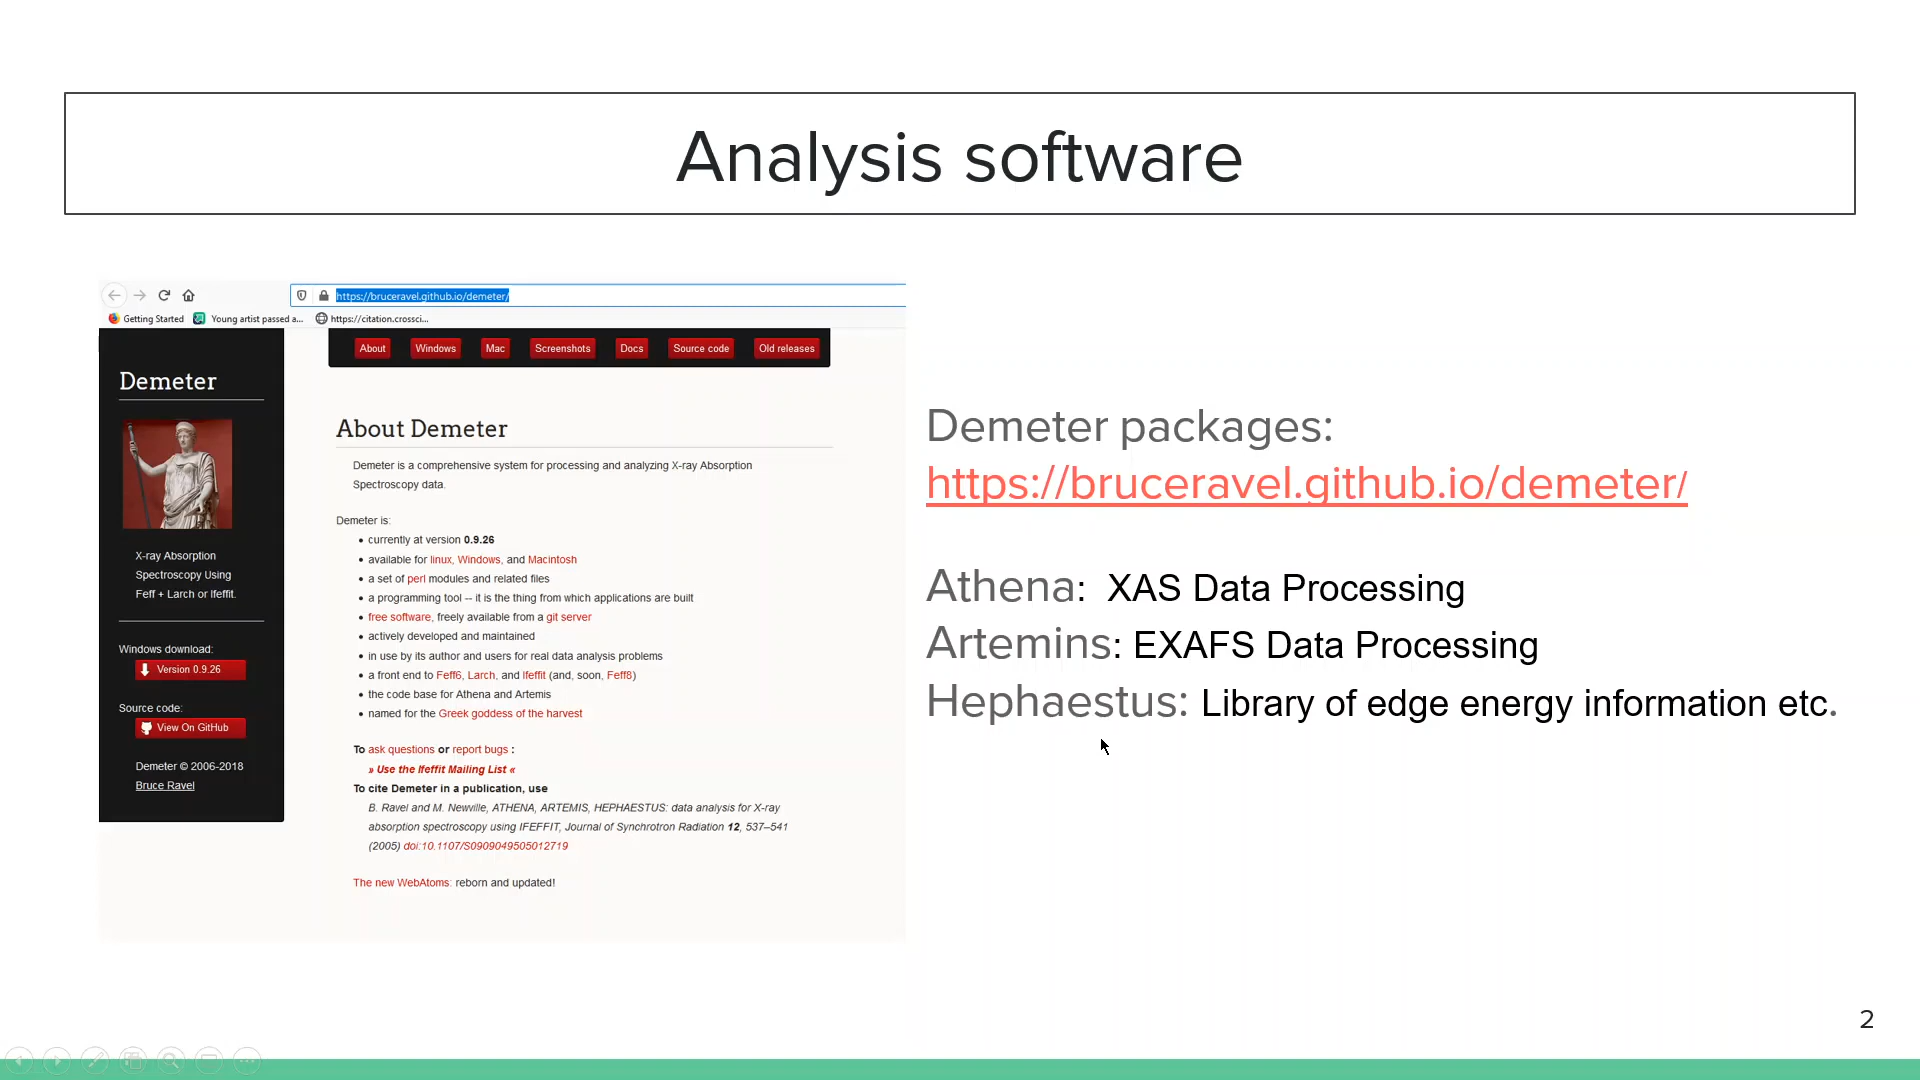 Analysis software
https://bruceravel.github.io/demeter/
Getting Started Young artist passed a... https://citation.crossci...
About Windows Mac Screenshots Docs Source code Old releases
Demeter
X-ray Absorption
Spectroscopy Using
Feff + Larch or Ifeffit.
Windows download:
Version 0.9.26
Source code:
View On GitHub
Demeter © 2006-2018
Bruce Ravel
About Demeter
Demeter is a comprehensive system for processing and analyzing X-ray Absorption
Spectroscopy data.
Demeter is:
• currently at version 0.9.26
• available for linux, Windows, and Macintosh
• a set of perl modules and related files
• a programming tool -- it is the thing from which applications are built
• free software, freely available from a git server
• actively developed and maintained
• in use by its author and users for real data analysis problems
• a front end to Feff6, Larch, and Ifeffit (and, soon, Feff8)
• the code base for Athena and Artemis
• named for the Greek goddess of the harvest
To ask questions or report bugs :
» Use the Ifeffit Mailing List «
To cite Demeter in a publication, use
B. Ravel and M. Newville, ATHENA, ARTEMIS, HEPHAESTUS: data analysis for X-ray
absorption spectroscopy using IFEFFIT, Journal of Synchrotron Radiation 12, 537–541
(2005) doi:10.1107/S0909049505012719
The new WebAtoms: reborn and updated!
Demeter packages:
https://bruceravel.github.io/demeter/
Athena: XAS Data Processing
Artemins: EXAFS Data Processing
Hephaestus: Library of edge energy information etc.
2